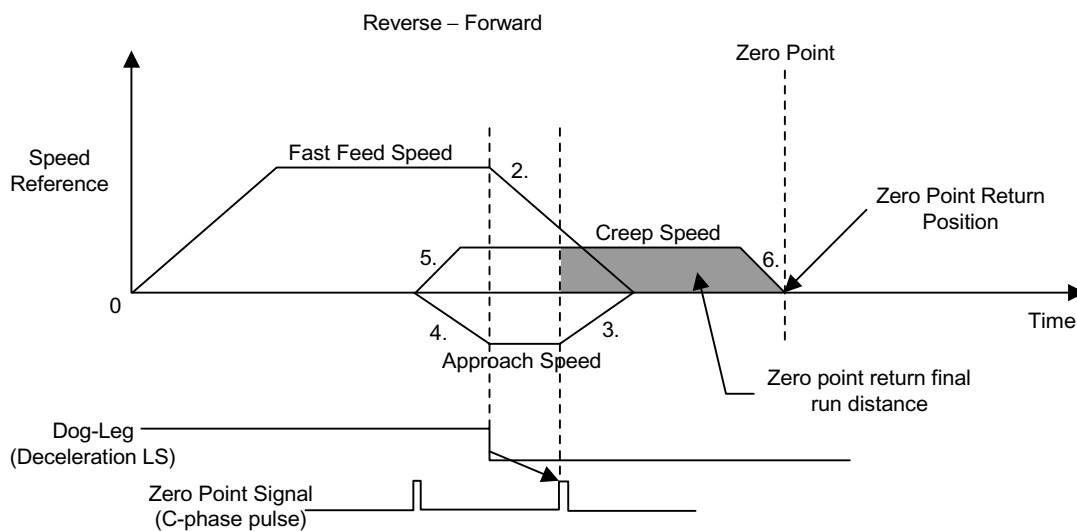 Reverse – Forward
Zero Point
Fast Feed Speed
2.
Speed
Reference
Zero Point Return
Position
Creep Speed
5.
6.
0
4.
3.
Time
Approach Speed
Zero point return final
run distance
Dog-Leg
(Deceleration LS)
Zero Point Signal
(C-phase pulse)